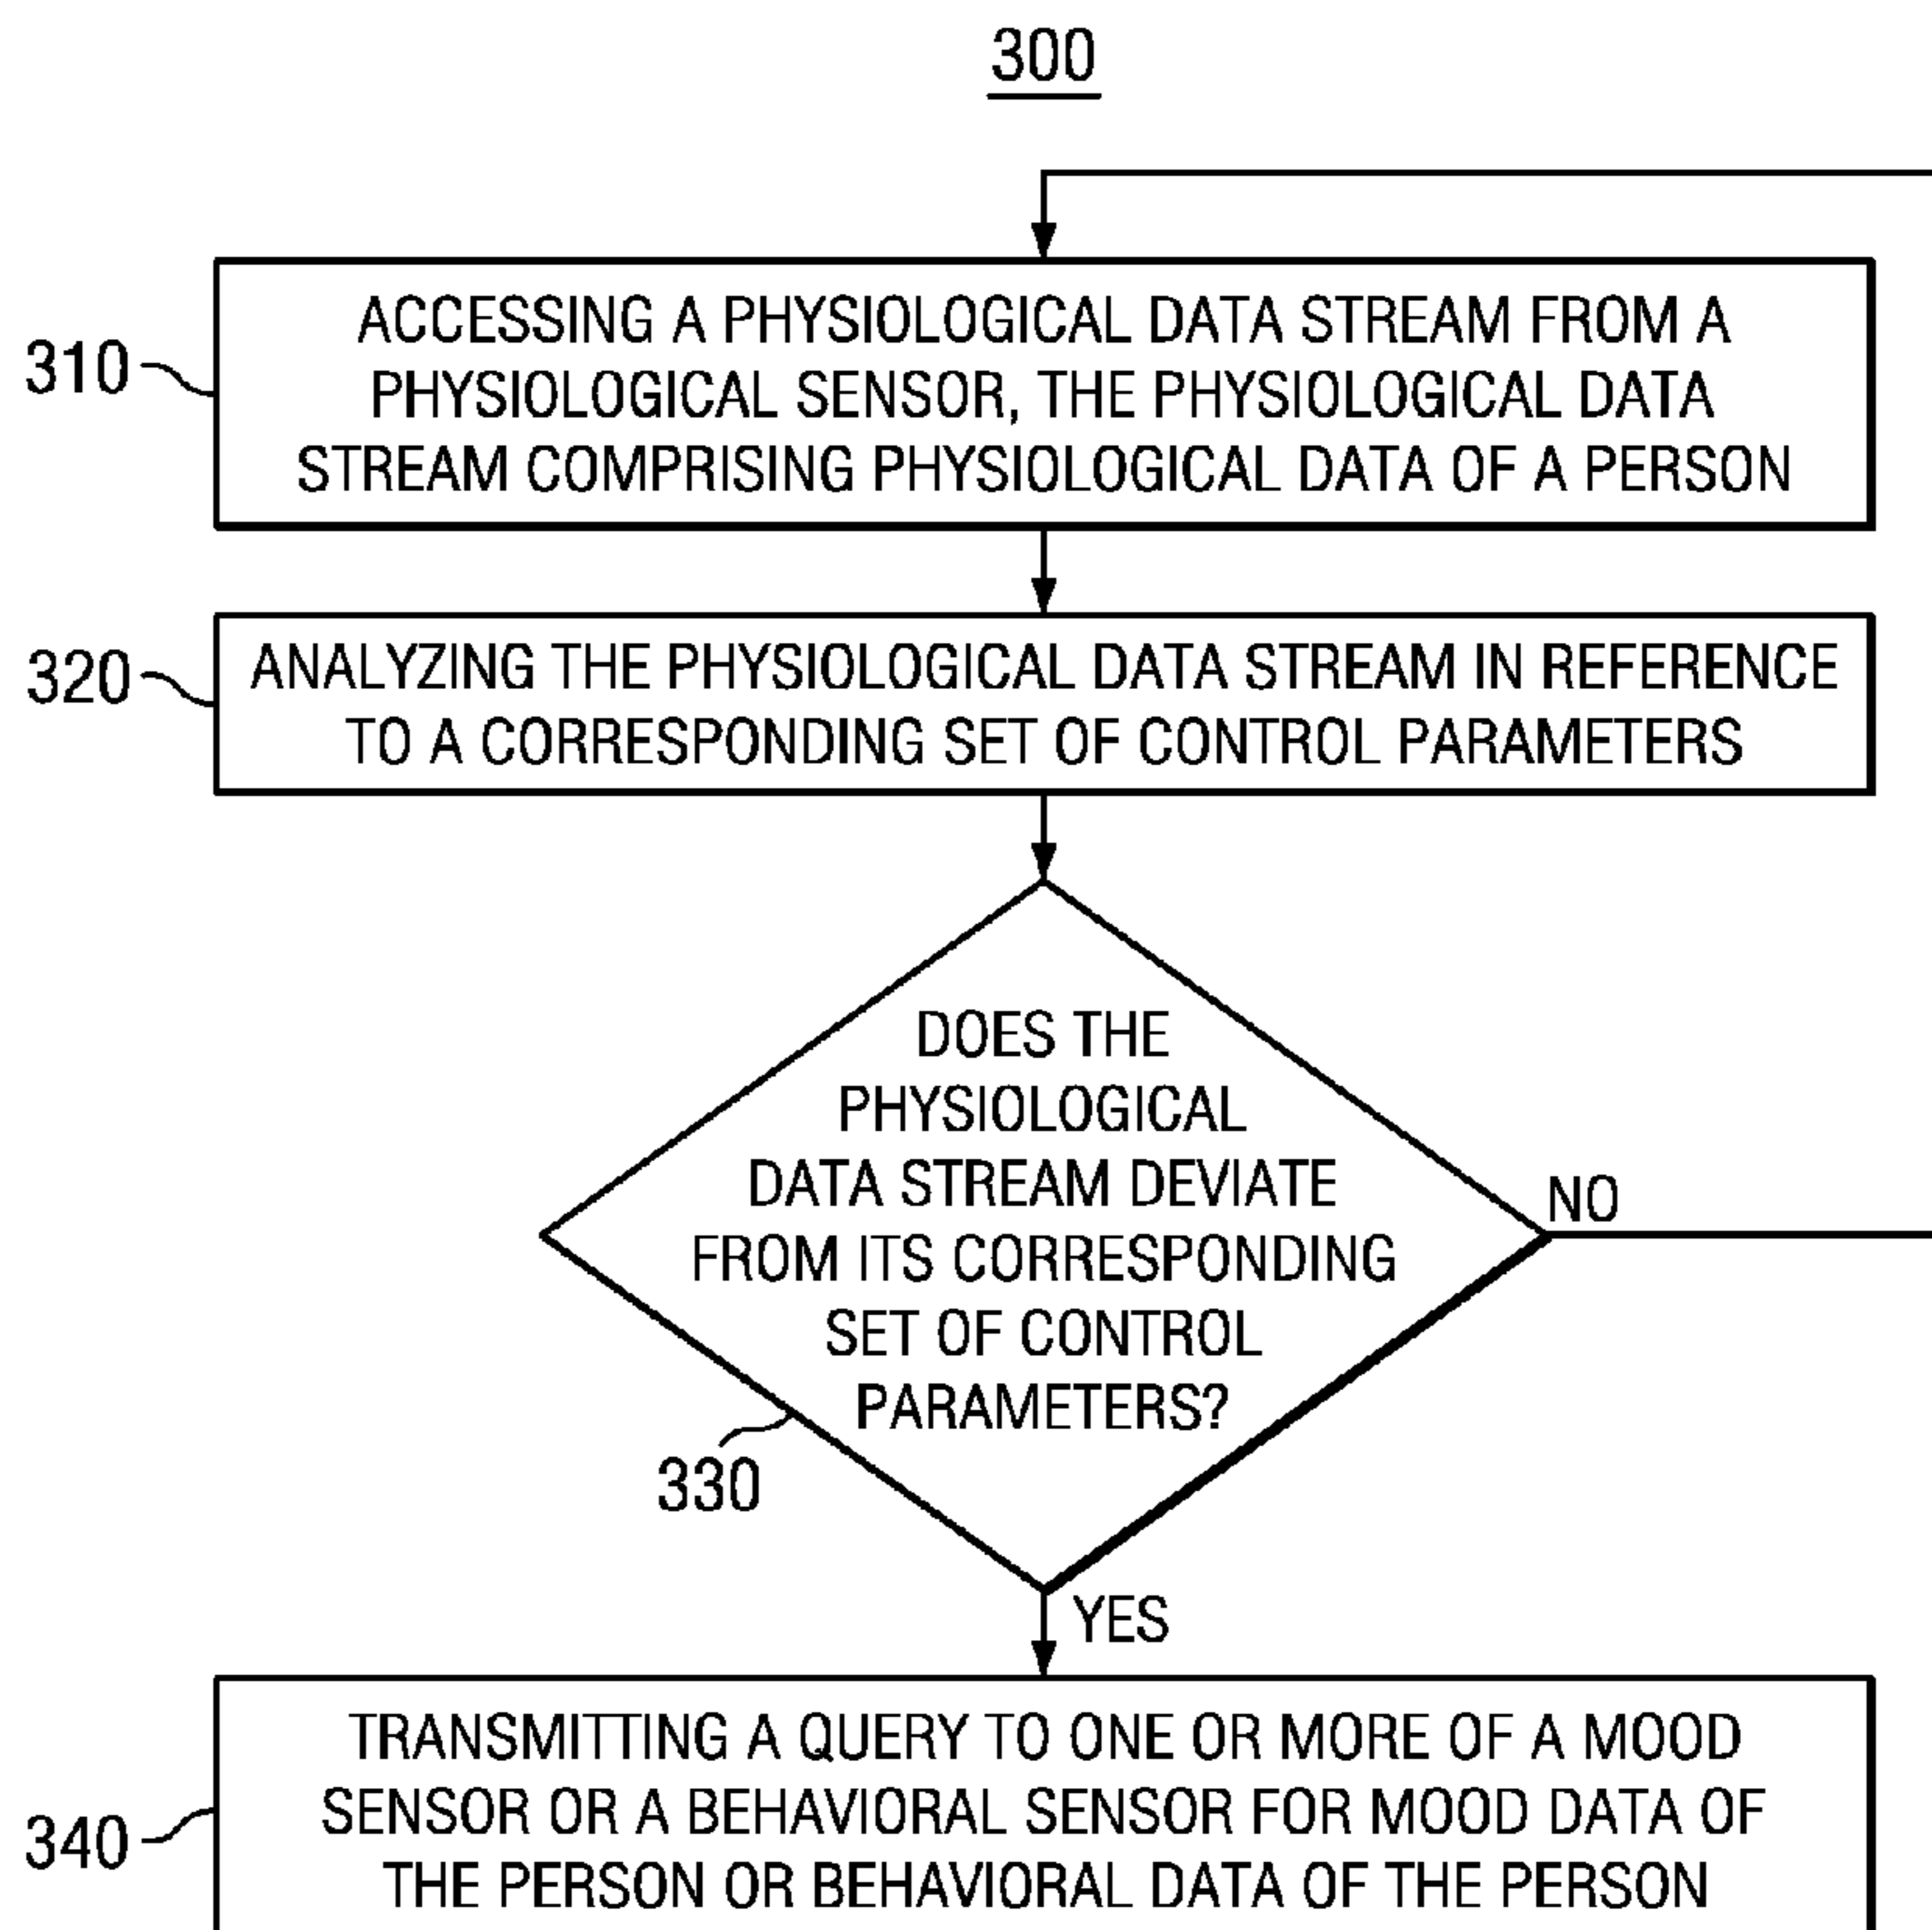 300
310
ACCESSING A PHYSIOLOGICAL DATA STREAM FROM A
PHYSIOLOGICAL SENSOR, THE PHYSIOLOGICAL DATA
STREAM COMPRISING PHYSIOLOGICAL DATA OF A PERSON
320
ANALYZING THE PHYSIOLOGICAL DATA STREAM IN REFERENCE
TO A CORRESPONDING SET OF CONTROL PARAMETERS
DOES THE
PHYSIOLOGICAL
DATA STREAM DEVIATE
FROM ITS CORRESPONDING
SET OF CONTROL
PARAMETERS?
NO
330
YES
340
TRANSMITTING A QUERY TO ONE OR MORE OF A MOOD
SENSOR OR A BEHAVIORAL SENSOR FOR MOOD DATA OF
THE PERSON OR BEHAVIORAL DATA OF THE PERSON